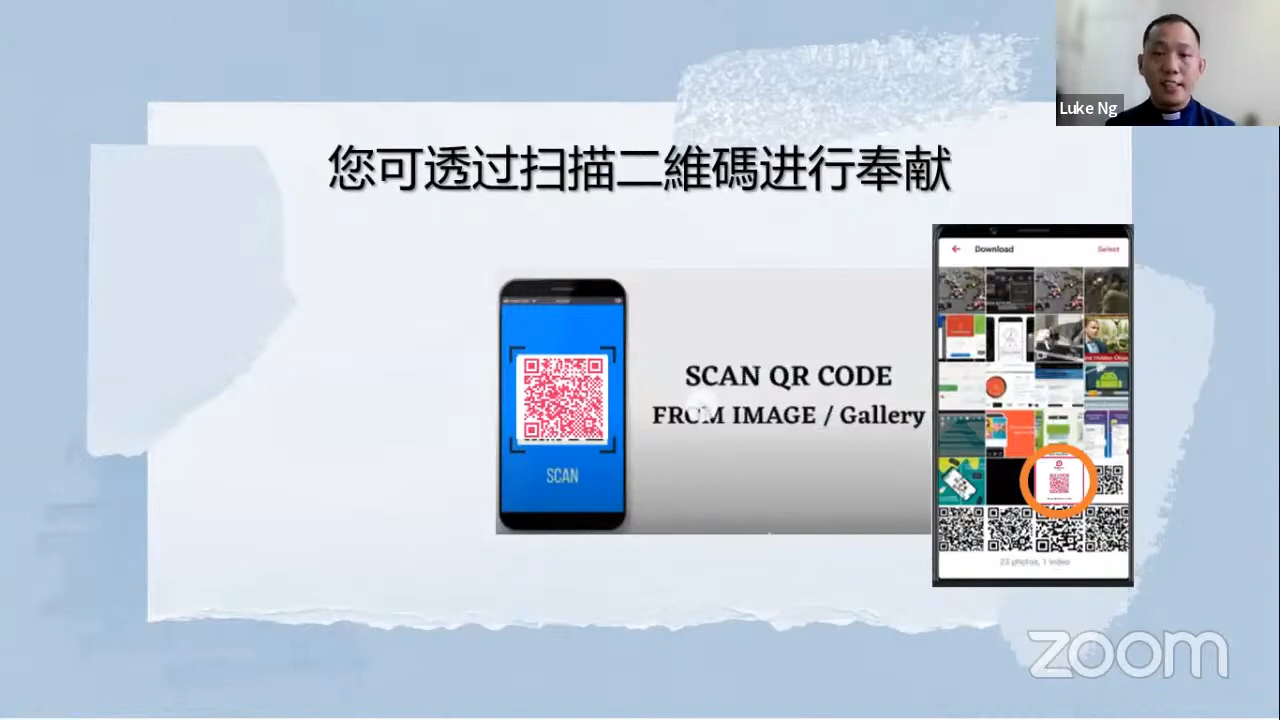 Luke Ng
您可透过扫描二維碼进行奉献
Download
Select
SCAN QR CODE
FROM IMAGE / Gallery
SCAN
23 photos, 1 video
zoom